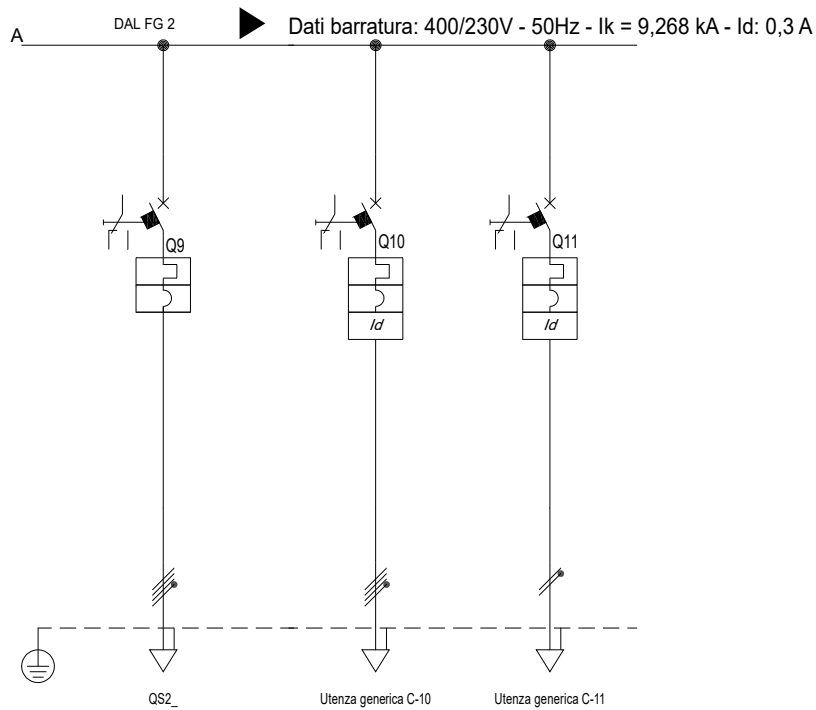 DAL FG 2
Dati barratura: 400/230V - 50Hz - Ik = 9,268 kA - Id: 0,3 A
A
Q9
Q10
Q11
Id
Id
QS2_
Utenza generica C-10
Utenza generica C-11